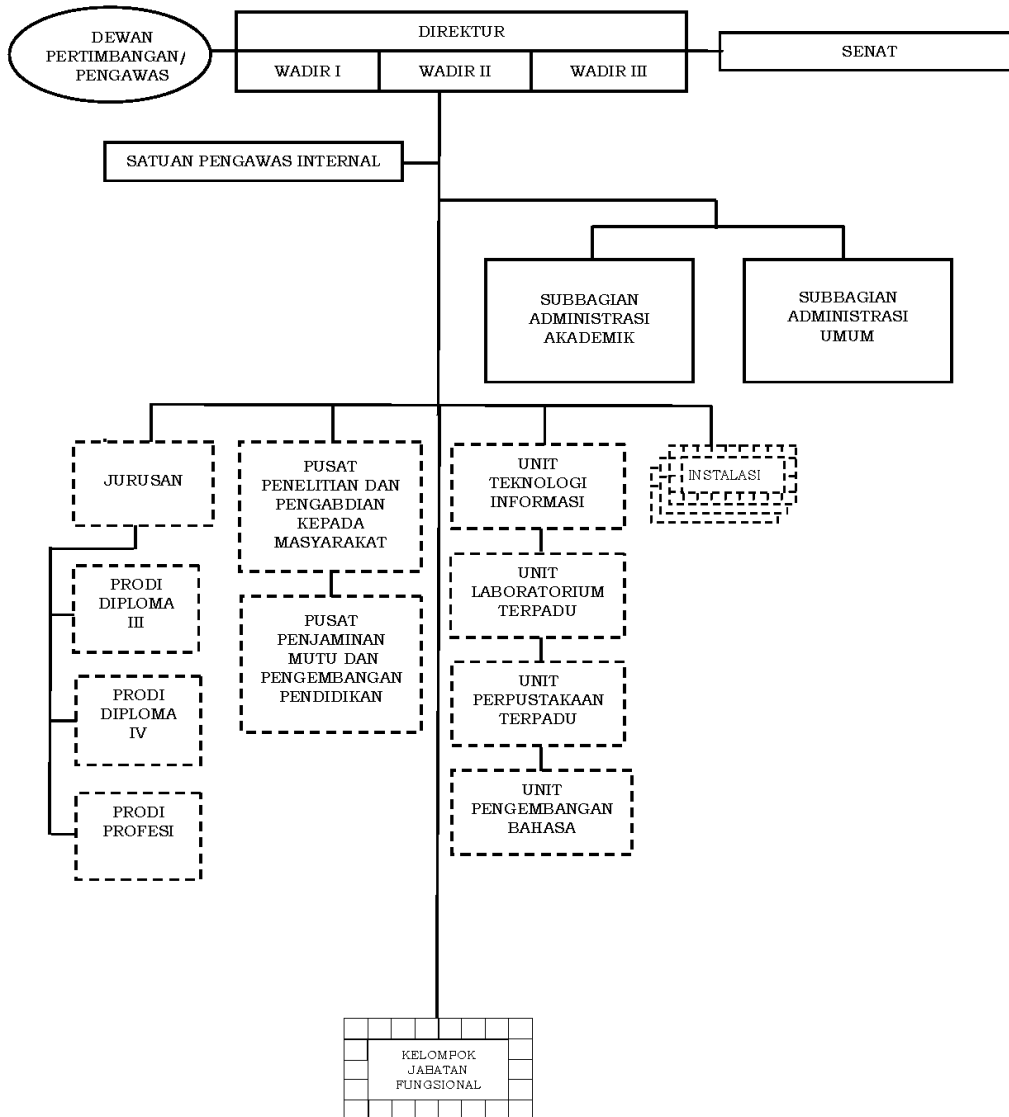 DEWAN
PERTIMBANGAN/
PENGAWAS
DIREKTUR
WADIR I
WADIR II
WADIR III
SENAT
SATUAN PENGAWAS INTERNAL
SUBBAGIAN
ADMINISTRASI
AKADEMIK
SUBBAGIAN
ADMINISTRASI
UMUM
JURUSAN
PUSAT
PENELITIAN DAN
PENGABDIAN
KEPADA
MASYARAKAT
UNIT
TEKNOLOGI
INFORMASI
INSTALASI
PRODI
DIPLOMA
III
PUSAT
PENJAMINAN
MUTU DAN
PENGEMBANGAN
PENDIDIKAN
UNIT
LABORATORIUM
TERPADU
PRODI
DIPLOMA
IV
UNIT
PERPUSTAKAAN
TERPADU
PRODI
PROFESI
UNIT
PENGEMBANGAN
BAHASA
KELOMPOK
JABATAN
FUNGSIONAL